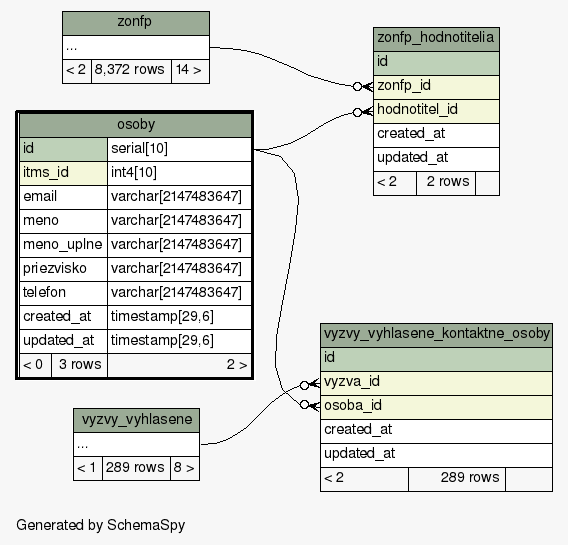 zonfp
...
< 2 8,372 rows 14 >
zonfp_hodnotitelia
id
zonfp_id
hodnotitel_id
created_at
updated_at
< 2 2 rows
osoby
id serial[10]
itms_id int4[10]
email varchar[2147483647]
meno varchar[2147483647]
meno_uplne varchar[2147483647]
priezvisko varchar[2147483647]
telefon varchar[2147483647]
created_at timestamp[29,6]
updated_at timestamp[29,6]
< 0 3 rows 2 >
vyzvy_vyhlasene_kontaktne_osoby
id
vyzva_id
osoba_id
created_at
updated_at
< 2 289 rows
vyzvy_vyhlasene
...
< 1 289 rows 8 >
Generated by SchemaSpy